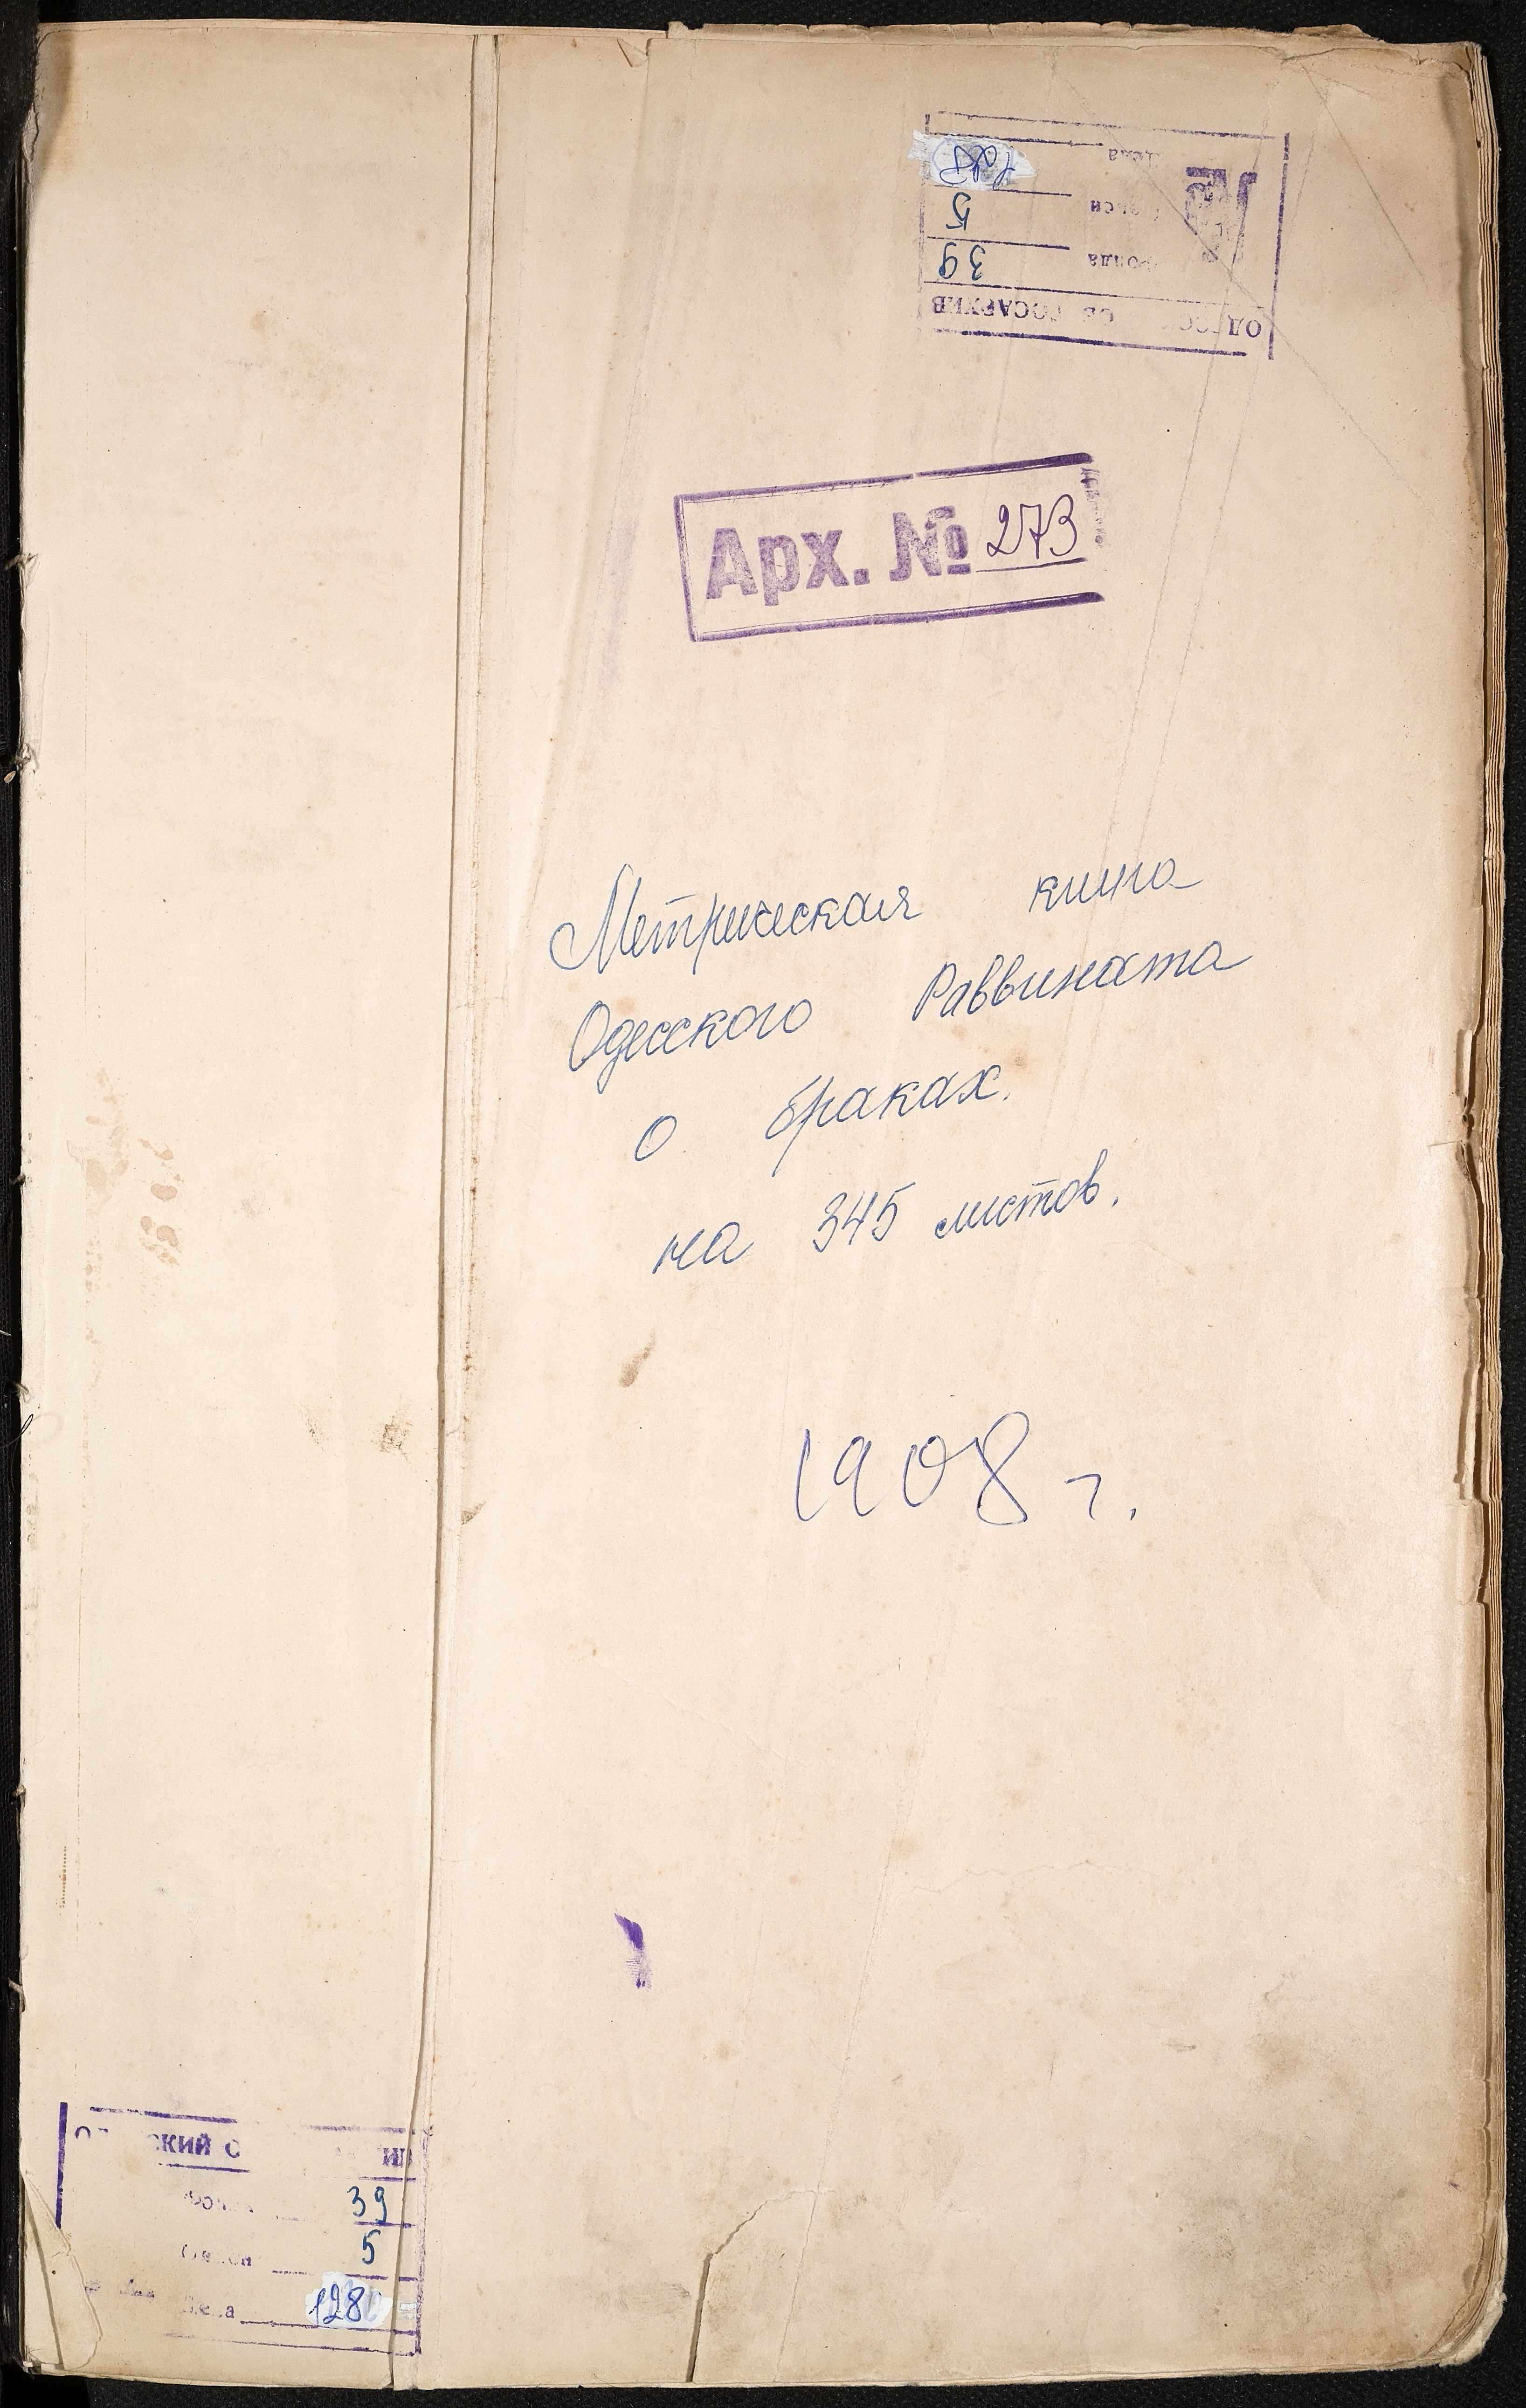 39
5
Арх. № 273
Метрическая книга
Одесского Раввината
о браках.
на 345 листов.
1908 г.
39
5
128